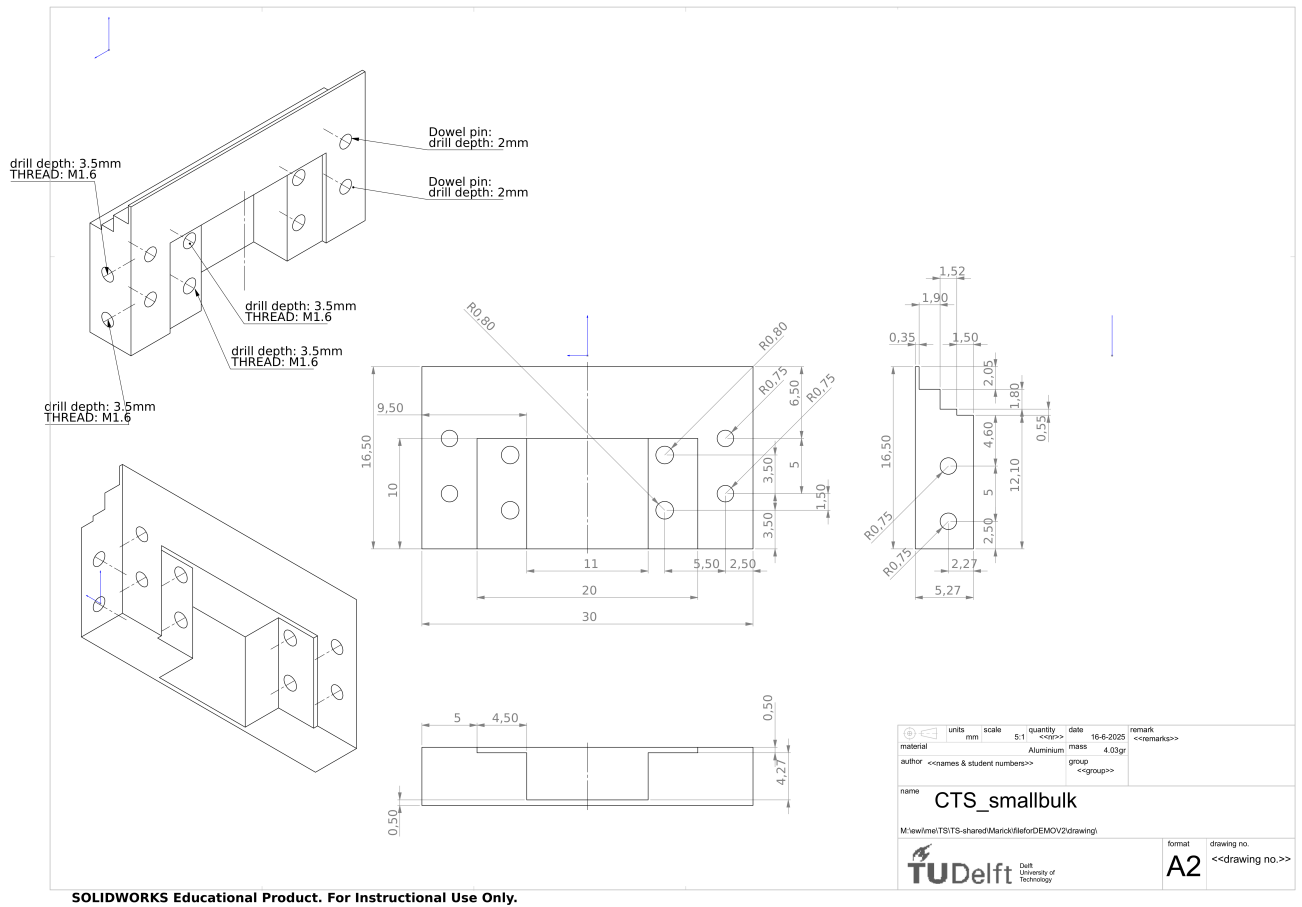 Dowel pin:
drill depth: 2mm
drill depth: 3.5mm
THREAD: M1.6
Dowel pin:
drill depth: 2mm
drill depth: 3.5mm
THREAD: M1.6
drill depth: 3.5mm
THREAD: M1.6
drill depth: 3.5mm
THREAD: M1.6
R0,80
R0,80
R0,75
R0,75
9,50
16,50
10
6,50
5
3,50
1,50
3,50
11
5,50
2,50
20
30
1,52
1,90
0,35
1,50
2,05
1,80
0,55
4,60
16,50
12,10
5
2,50
R0,75
R0,75
2,27
5,27
5
4,50
0,50
4,27
0,50
units
mm
scale
5:1
quantity
<<nr>>
date
16-6-2025
remark
<<remarks>>
material
Aluminium
mass
4.03gr
author <<names & student numbers>>
group
<<group>>
name
CTS_smallbulk
M:\ewi\me\TS\TS-shared\Marick\fileforDEMOV2\drawing\
TUDelft
Delft
University of
Technology
format
A2
drawing no.
<<drawing no.>>
SOLIDWORKS Educational Product. For Instructional Use Only.